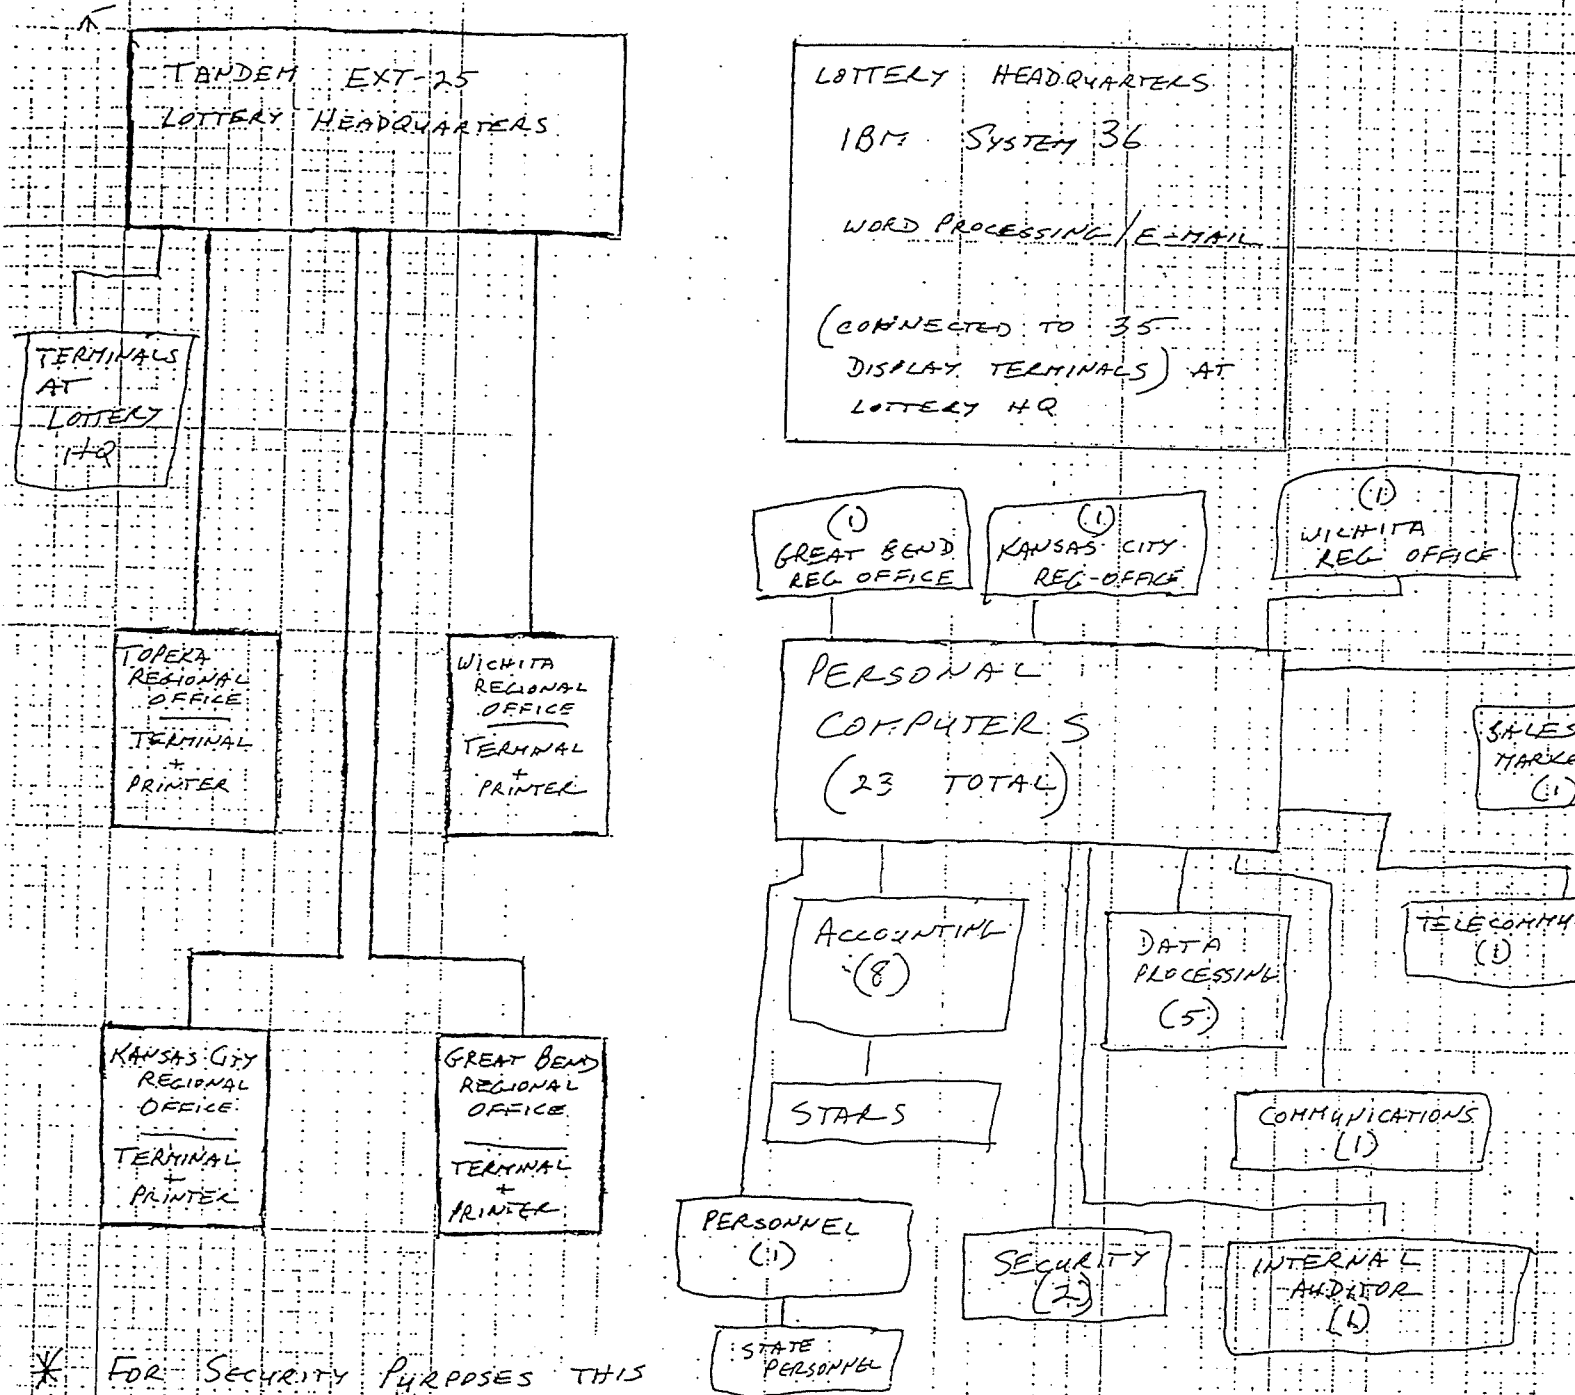 TANDEM EXT-25
LOTTERY HEADQUARTERS
TERMINALS
AT
LOTTERY
HQ
TOPEKA
REGIONAL
OFFICE
TERMINAL
+
PRINTER
WICHITA
REGIONAL
OFFICE
TERMINAL
+
PRINTER
KANSAS CITY
REGIONAL
OFFICE
TERMINAL
+
PRINTER
GREAT BEND
REGIONAL
OFFICE
TERMINAL
+
PRINTER
* FOR SECURITY PURPOSES THIS
LOTTERY HEADQUARTERS
IBM SYSTEM 36
WORD PROCESSING/E-MAIL
(CONNECTED TO 35
DISPLAY TERMINALS) AT
LOTTERY HQ
(1)
GREAT BEND
REG OFFICE
(1)
KANSAS CITY
REG-OFFICE
(1)
WICHITA
REG OFFICE
PERSONAL
COMPUTERS
(23 TOTAL)
SALES
MARKE
(1)
TELECOMMU
(1)
ACCOUNTING
(8)
DATA
PROCESSING
(5)
STARS
COMMUNICATIONS
(1)
PERSONNEL
(1)
SECURITY
(2)
INTERNAL
AUDITOR
(1)
STATE
PERSONNEL